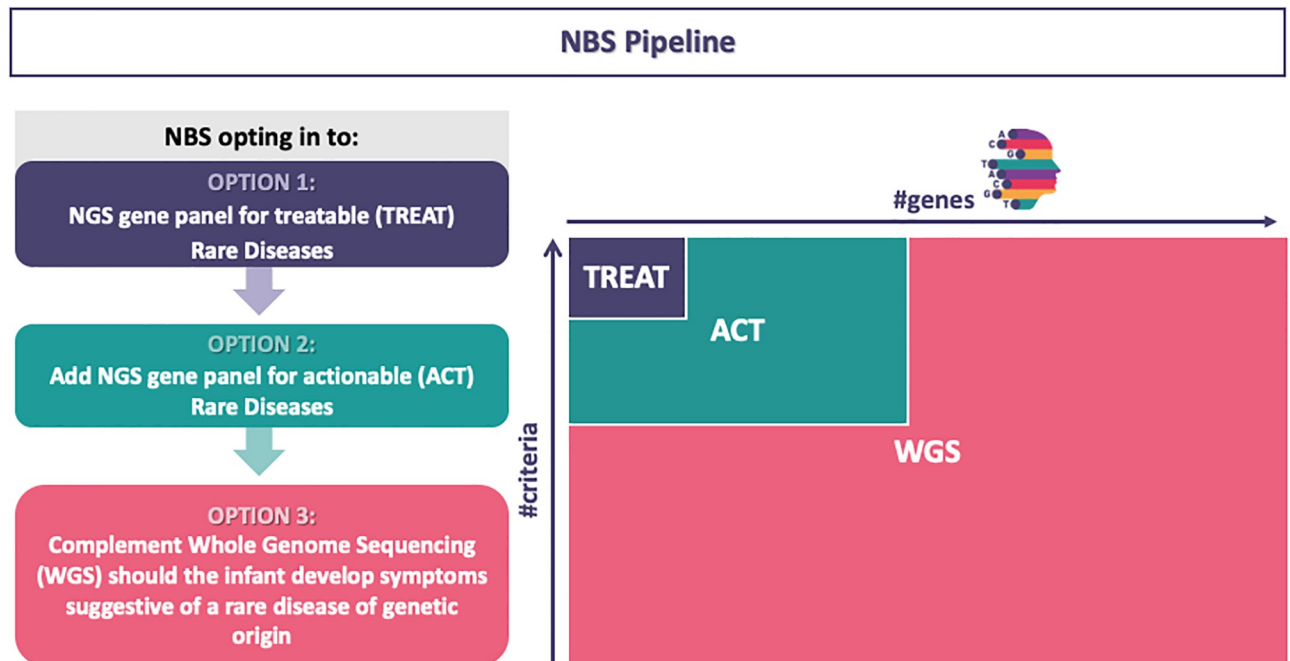 NBS Pipeline
NBS opting in to:
OPTION 1:
NGS gene panel for treatable (TREAT)
Rare Diseases
OPTION 2:
Add NGS gene panel for actionable (ACT)
Rare Diseases
OPTION 3:
Complement Whole Genome Sequencing
(WGS) should the infant develop symptoms
suggestive of a rare disease of genetic
origin
#genes
A
C
G
T
A
C
G
T
#criteria
TREAT
ACT
WGS